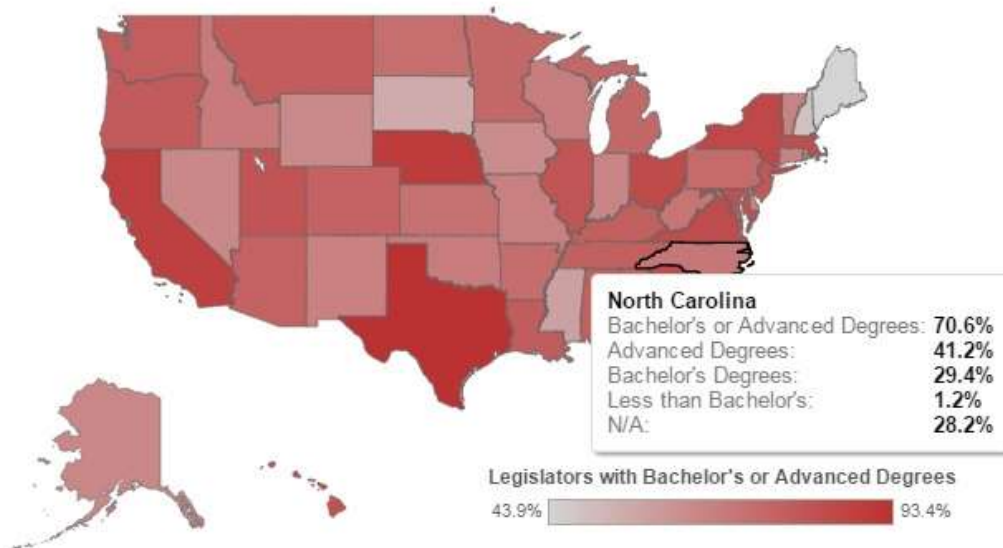 North Carolina
Bachelor's or Advanced Degrees: 70.6%
Advanced Degrees: 41.2%
Bachelor's Degrees: 29.4%
Less than Bachelor's: 1.2%
N/A: 28.2%
Legislators with Bachelor's or Advanced Degrees
43.9% 93.4%